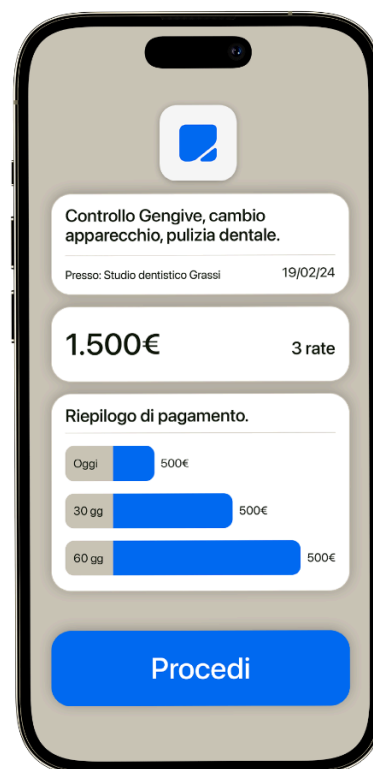 Controllo Gengive, cambio
apparecchio, pulizia dentale.
Presso: Studio dentistico Grassi 19/02/24
1.500€ 3 rate
Riepilogo di pagamento.
Oggi 500€
30 gg 500€
60 gg 500€
Procedi